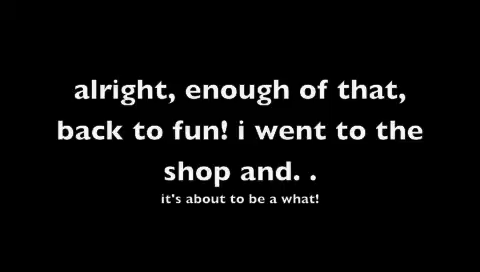 alright, enough of that,
back to fun! i went to the
shop and. .
it's about to be a what!